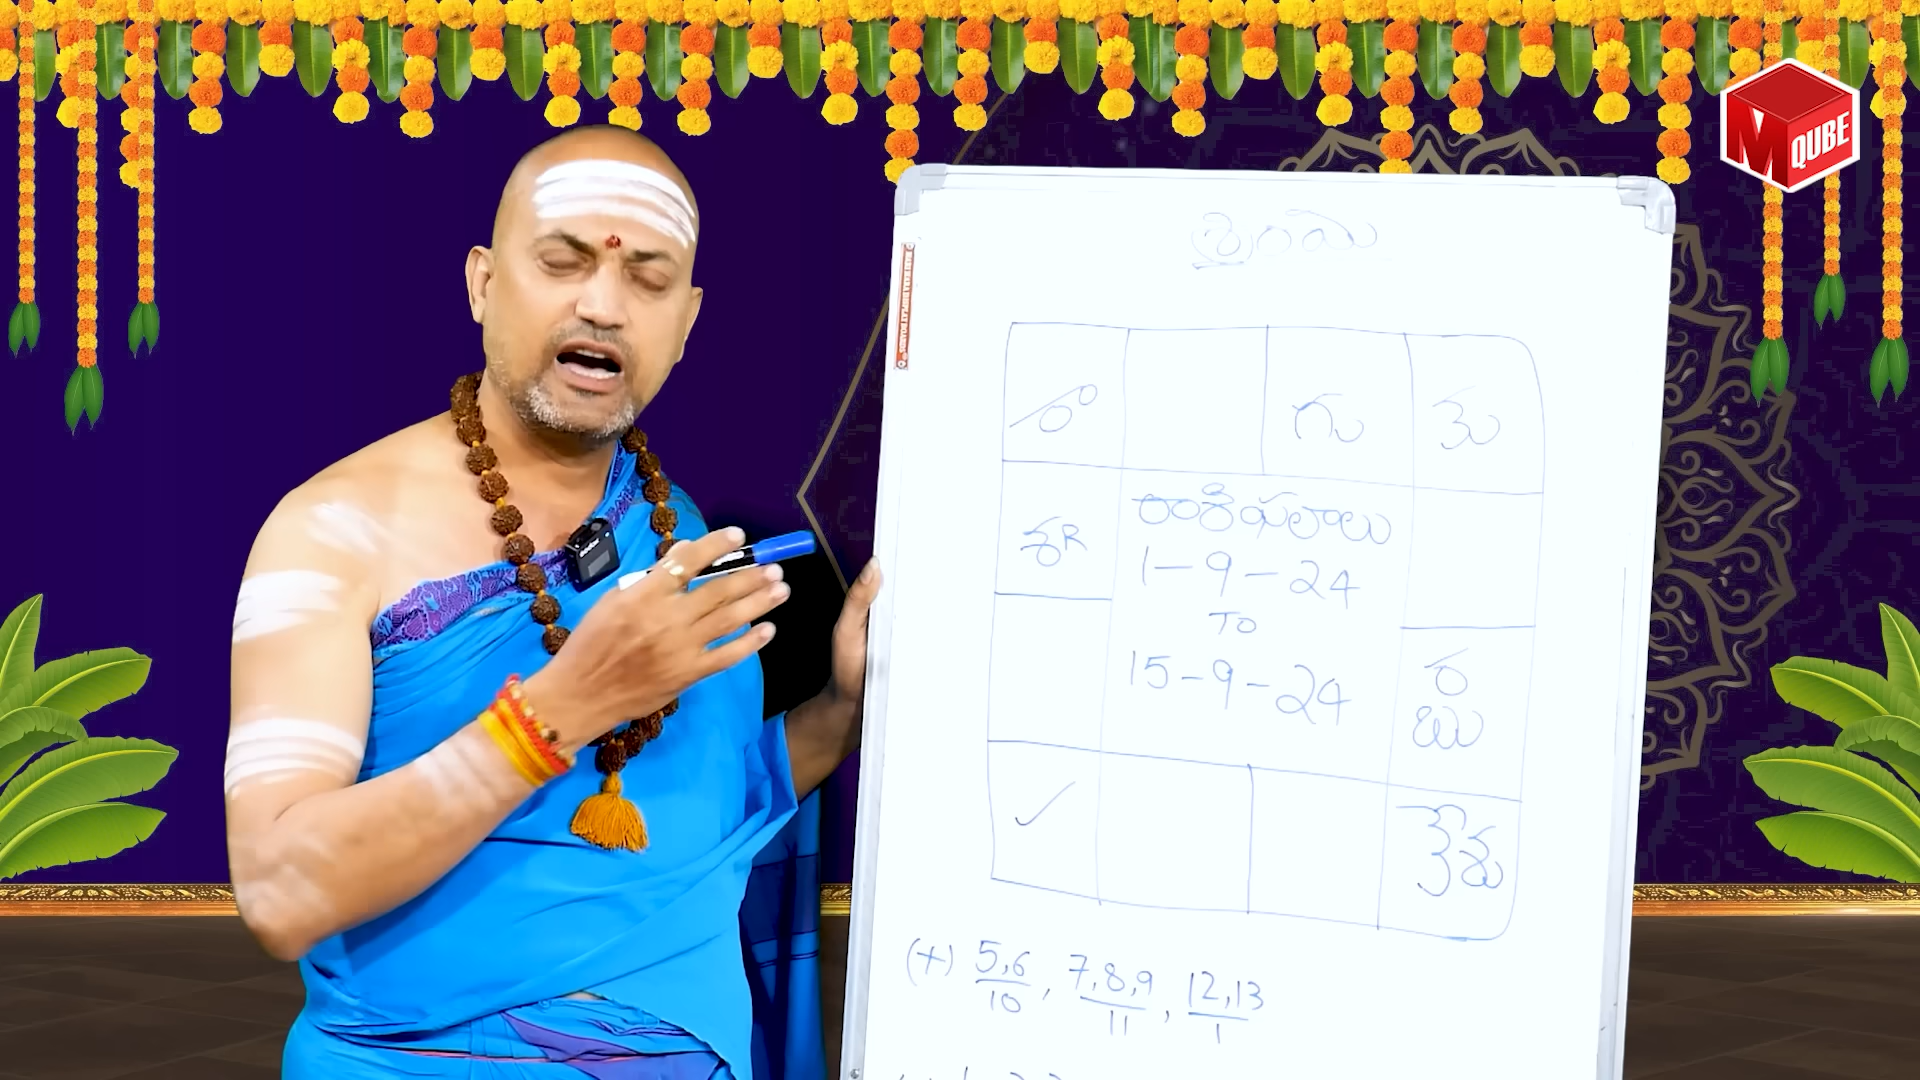 M QUBE
శ్రీరామ
రా
గు
కు
శR
రాశిఫలాలు
1-9-24
TO
15-9-24
ర
బు
✓
కేశు
(+) 5,6/10, 7,8,9/11, 12,13/1